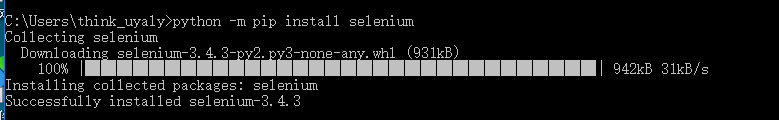 C:\Users\think_uyaly>python -m pip install selenium
Collecting selenium
  Downloading selenium-3.4.3-py2.py3-none-any.whl (931kB)
    100% |████████████████████████████████| 942kB 31kB/s
Installing collected packages: selenium
Successfully installed selenium-3.4.3